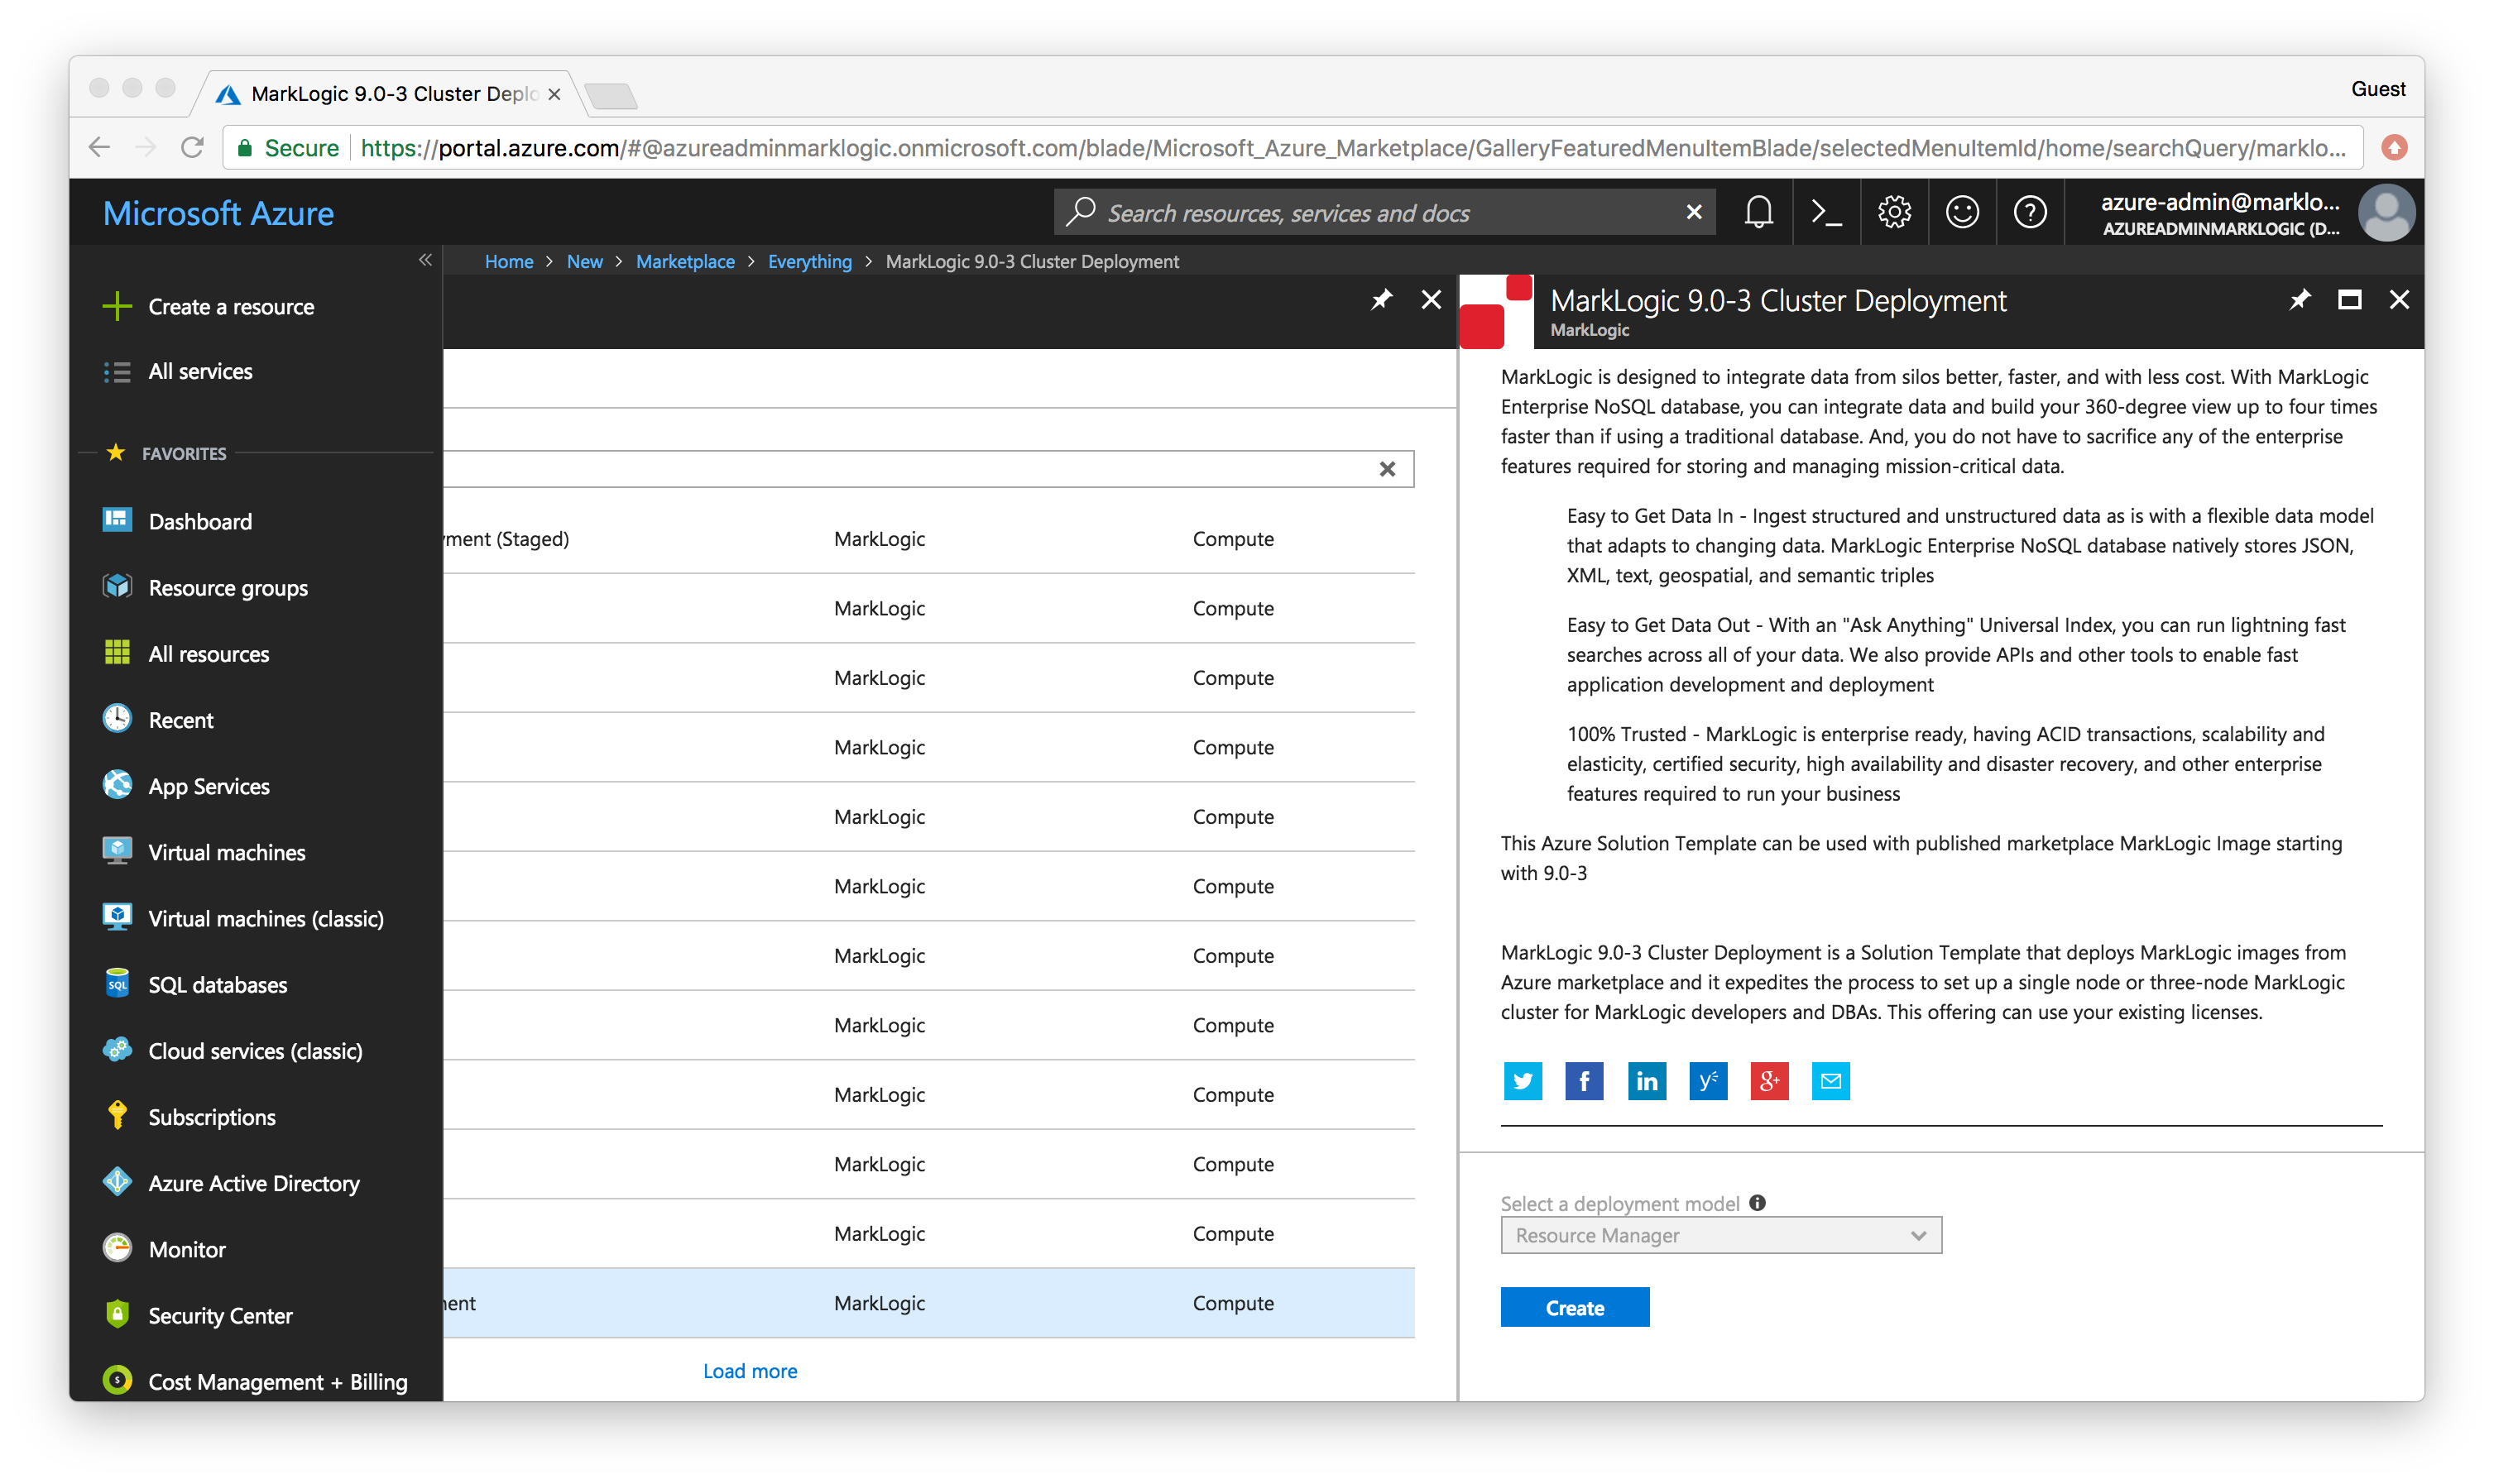 MarkLogic 9.0-3 Cluster Deplo
Guest
Secure
https://portal.azure.com/#@azureadminmarklogic.onmicrosoft.com/blade/Microsoft_Azure_Marketplace/GalleryFeaturedMenuItemBlade/selectedMenuItemId/home/searchQuery/marklo...
Microsoft Azure
Search resources, services and docs
azure-admin@marklo...
AZUREADMINMARKLOGIC (D...
Home > New > Marketplace > Everything > MarkLogic 9.0-3 Cluster Deployment
Create a resource
All services
FAVORITES
Dashboard
Resource groups
All resources
Recent
App Services
Virtual machines
Virtual machines (classic)
SQL databases
Cloud services (classic)
Subscriptions
Azure Active Directory
Monitor
Security Center
Cost Management + Billing
yment (Staged) MarkLogic Compute
MarkLogic Compute
MarkLogic Compute
MarkLogic Compute
MarkLogic Compute
MarkLogic Compute
MarkLogic Compute
MarkLogic Compute
MarkLogic Compute
MarkLogic Compute
MarkLogic Compute
ent MarkLogic Compute
Load more
MarkLogic 9.0-3 Cluster Deployment
MarkLogic
MarkLogic is designed to integrate data from silos better, faster, and with less cost. With MarkLogic
Enterprise NoSQL database, you can integrate data and build your 360-degree view up to four times
faster than if using a traditional database. And, you do not have to sacrifice any of the enterprise
features required for storing and managing mission-critical data.
Easy to Get Data In - Ingest structured and unstructured data as is with a flexible data model
that adapts to changing data. MarkLogic Enterprise NoSQL database natively stores JSON,
XML, text, geospatial, and semantic triples
Easy to Get Data Out - With an "Ask Anything" Universal Index, you can run lightning fast
searches across all of your data. We also provide APIs and other tools to enable fast
application development and deployment
100% Trusted - MarkLogic is enterprise ready, having ACID transactions, scalability and
elasticity, certified security, high availability and disaster recovery, and other enterprise
features required to run your business
This Azure Solution Template can be used with published marketplace MarkLogic Image starting
with 9.0-3
MarkLogic 9.0-3 Cluster Deployment is a Solution Template that deploys MarkLogic images from
Azure marketplace and it expedites the process to set up a single node or three-node MarkLogic
cluster for MarkLogic developers and DBAs. This offering can use your existing licenses.
Select a deployment model
Resource Manager
Create